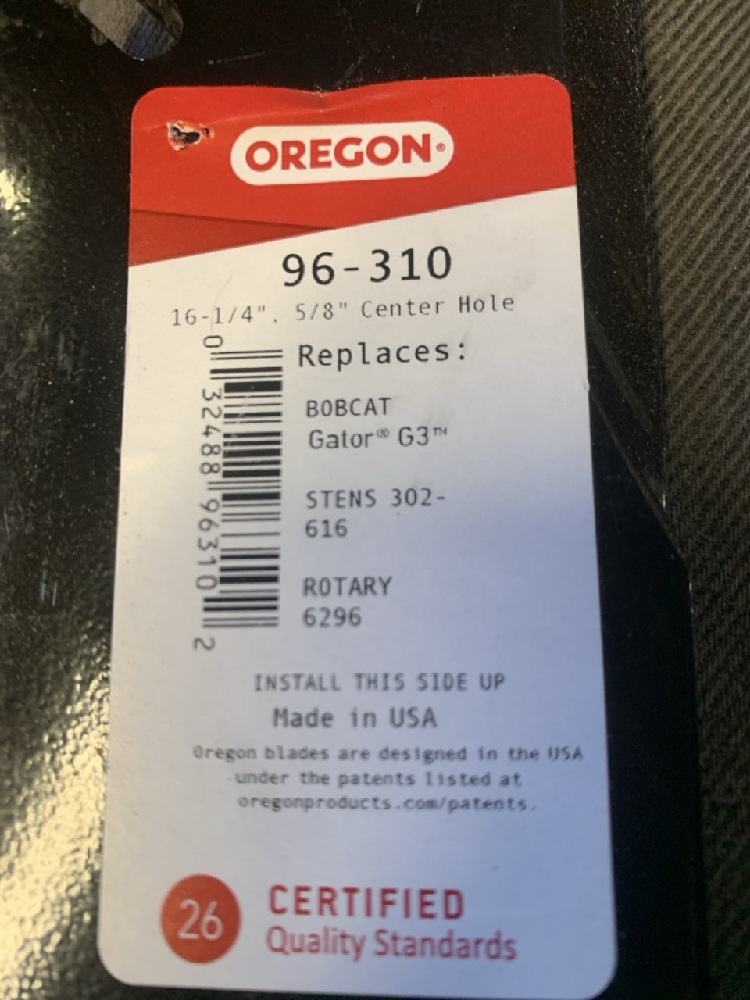 OREGON®
96-310
16-1/4", 5/8" Center Hole
Replaces:
BOBCAT
Gator® G3™
STENS 302-
616
ROTARY
6296
0 32488 96310 2
INSTALL THIS SIDE UP
Made in USA
Oregon blades are designed in the USA
under the patents listed at
oregonproducts.com/patents.
26
CERTIFIED
Quality Standards